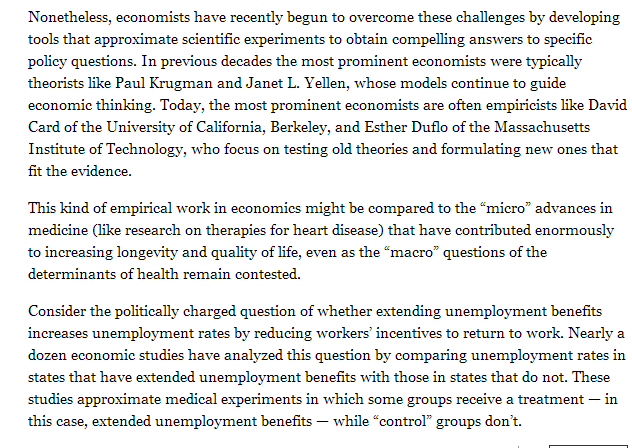 Nonetheless, economists have recently begun to overcome these challenges by developing
tools that approximate scientific experiments to obtain compelling answers to specific
policy questions. In previous decades the most prominent economists were typically
theorists like Paul Krugman and Janet L. Yellen, whose models continue to guide
economic thinking. Today, the most prominent economists are often empiricists like David
Card of the University of California, Berkeley, and Esther Duflo of the Massachusetts
Institute of Technology, who focus on testing old theories and formulating new ones that
fit the evidence.
This kind of empirical work in economics might be compared to the “micro” advances in
medicine (like research on therapies for heart disease) that have contributed enormously
to increasing longevity and quality of life, even as the “macro” questions of the
determinants of health remain contested.
Consider the politically charged question of whether extending unemployment benefits
increases unemployment rates by reducing workers’ incentives to return to work. Nearly a
dozen economic studies have analyzed this question by comparing unemployment rates in
states that have extended unemployment benefits with those in states that do not. These
studies approximate medical experiments in which some groups receive a treatment — in
this case, extended unemployment benefits — while “control” groups don’t.